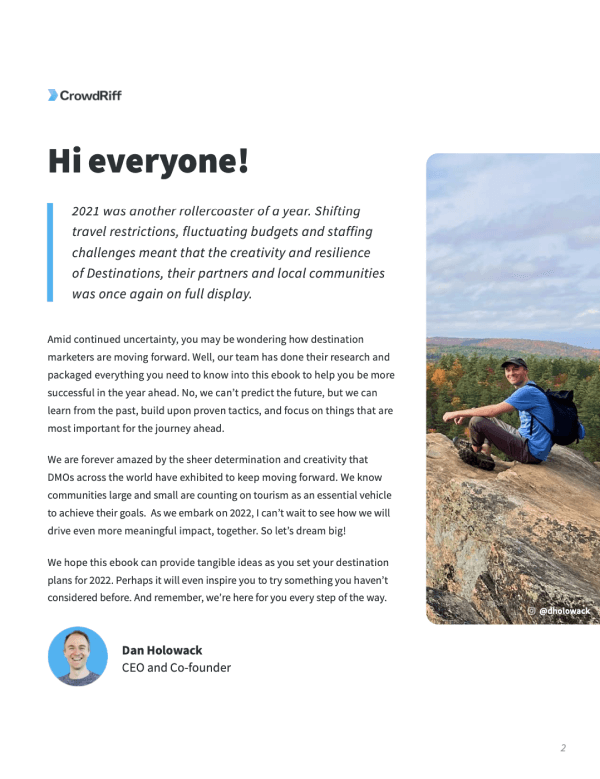 CrowdRiff
Hi everyone!
2021 was another rollercoaster of a year. Shifting
travel restrictions, fluctuating budgets and staffing
challenges meant that the creativity and resilience
of Destinations, their partners and local communities
was once again on full display.
Amid continued uncertainty, you may be wondering how destination
marketers are moving forward. Well, our team has done their research and
packaged everything you need to know into this ebook to help you be more
successful in the year ahead. No, we can't predict the future, but we can
learn from the past, build upon proven tactics, and focus on things that are
most important for the journey ahead.
We are forever amazed by the sheer determination and creativity that
DMOs across the world have exhibited to keep moving forward. We know
communities large and small are counting on tourism as an essential vehicle
to achieve their goals.  As we embark on 2022, I can't wait to see how we will
drive even more meaningful impact, together. So let's dream big!
We hope this ebook can provide tangible ideas as you set your destination
plans for 2022. Perhaps it will even inspire you to try something you haven't
considered before. And remember, we're here for you every step of the way.
@dholowack
Dan Holowack
CEO and Co-founder
2